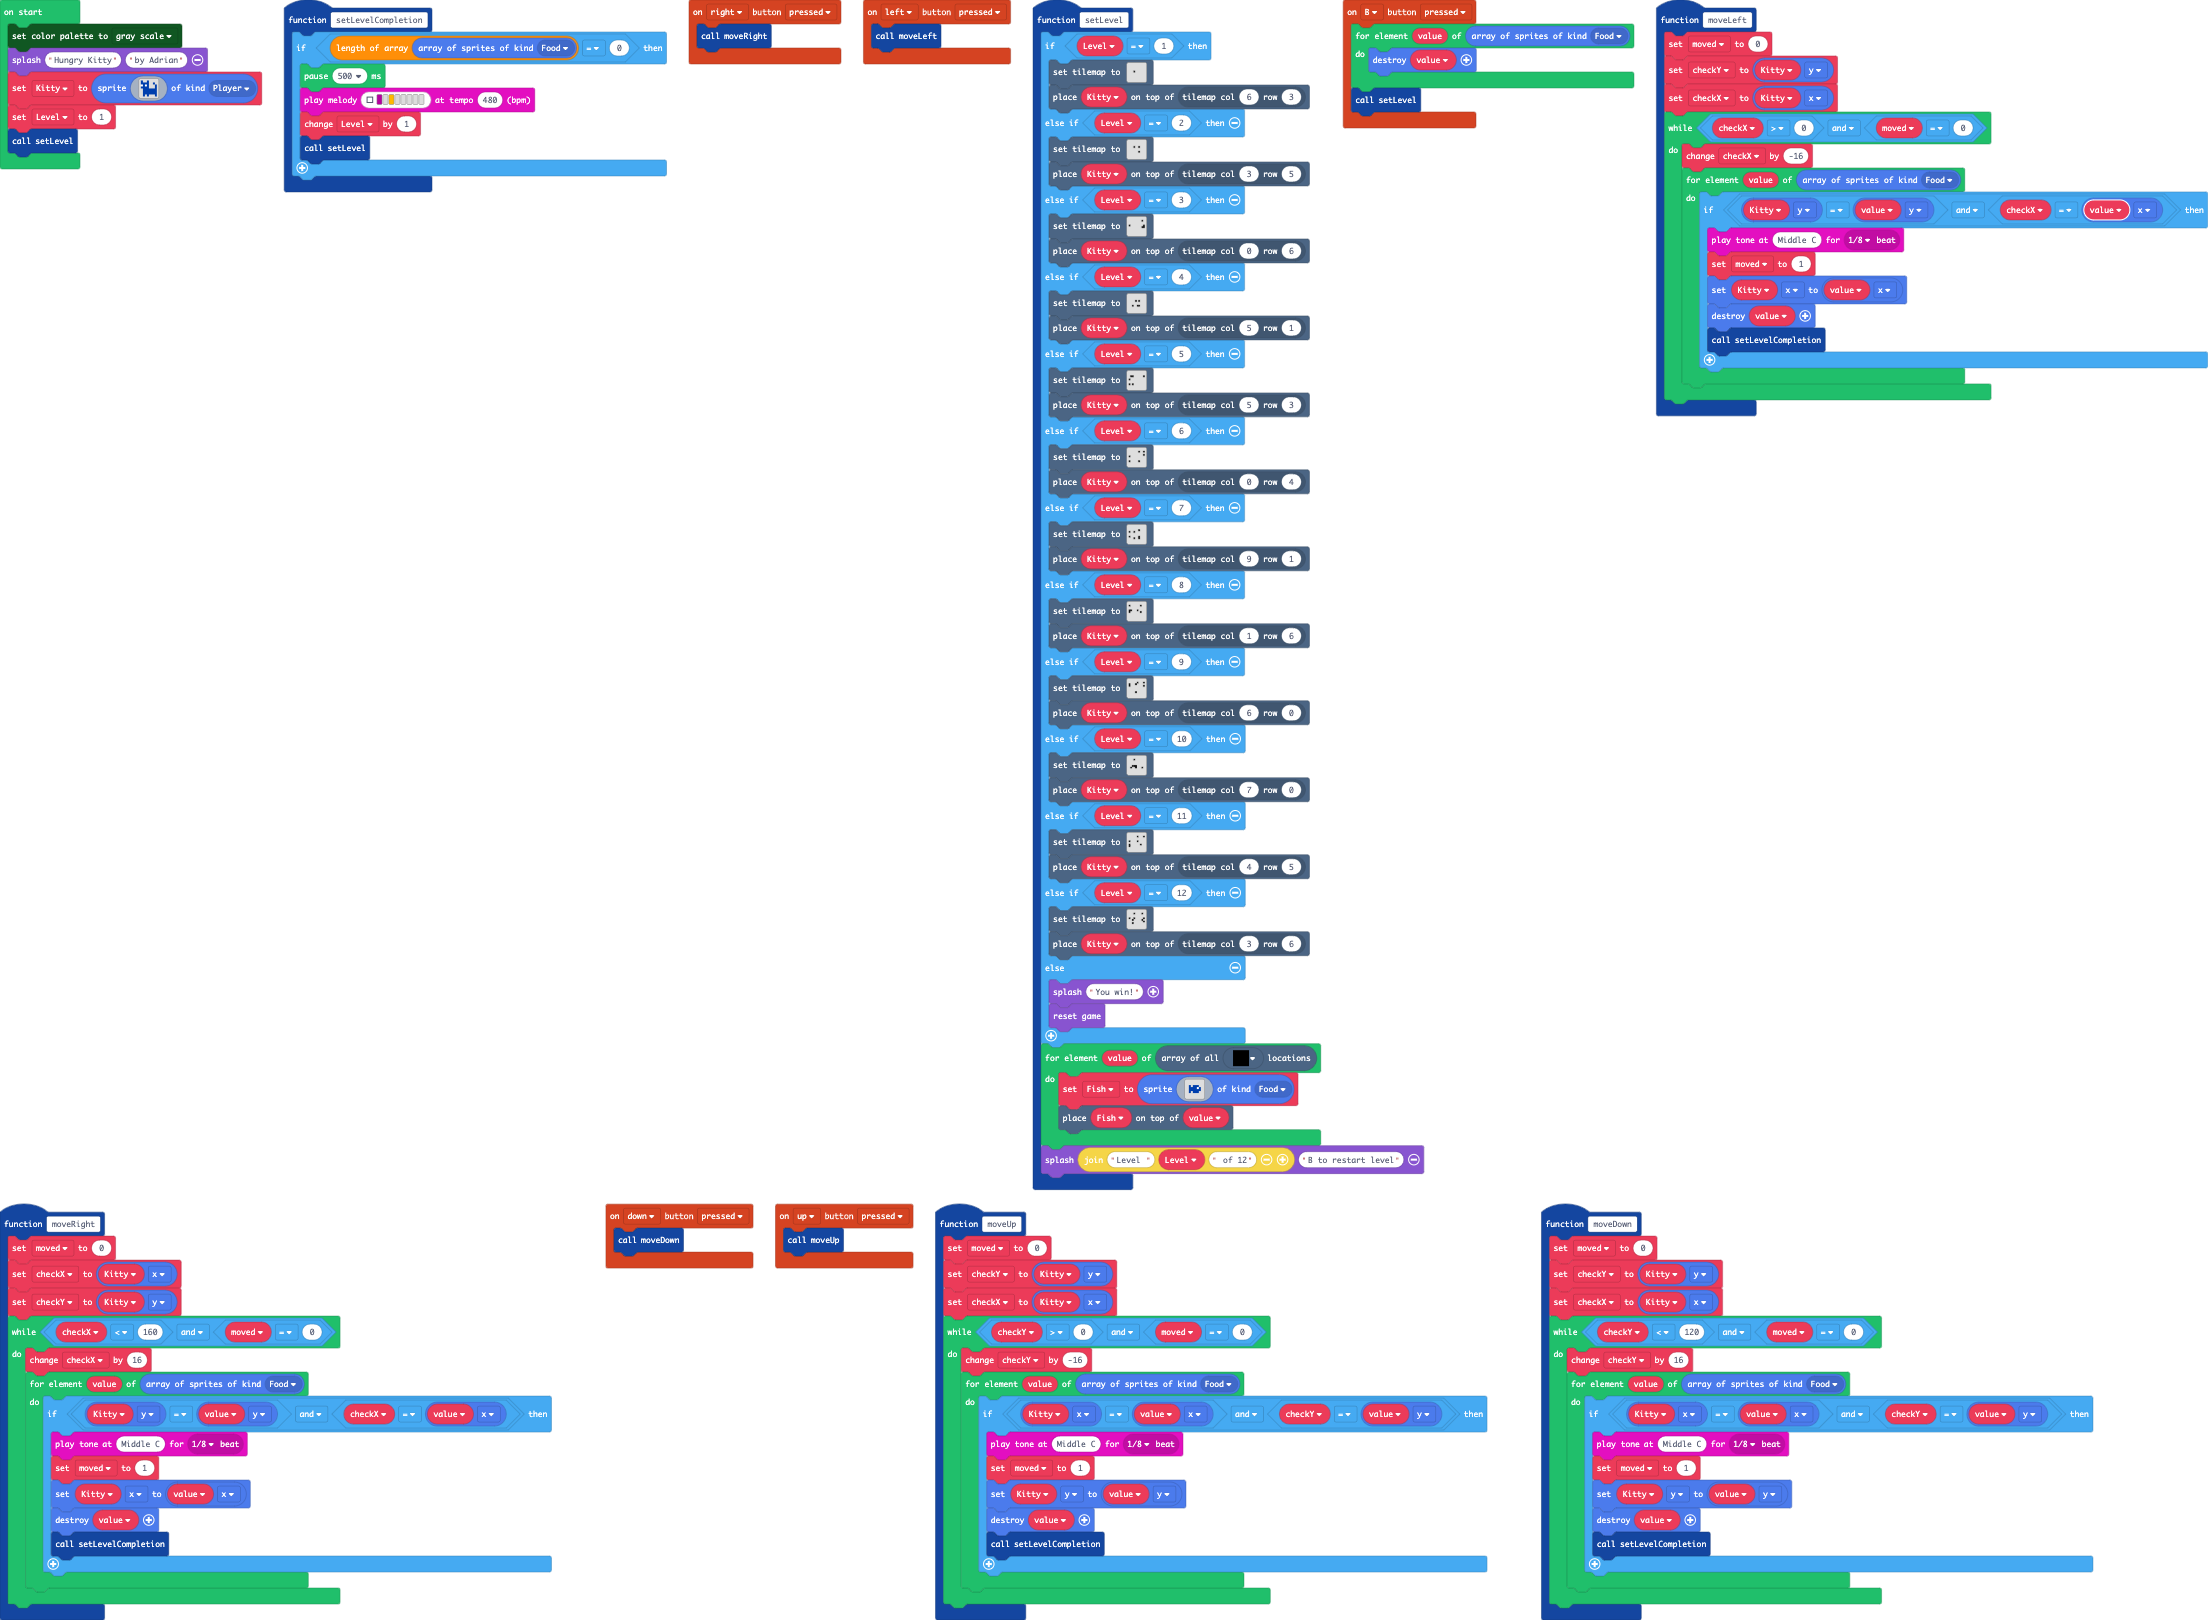 on start
set color palette to gray scale
splash "Hungry Kitty" "by Adrian"
set Kitty to sprite of kind Player
set Level to 1
call setLevel
function setLevelCompletion
if length of array array of sprites of kind Food = 0 then
pause 500 ms
play melody at tempo 480 (bpm)
change Level by 1
call setLevel
on right button pressed
call moveRight
on left button pressed
call moveLeft
function setLevel
if Level = 1 then
set tilemap to
place Kitty on top of tilemap col 6 row 3
else if Level = 2 then
set tilemap to
place Kitty on top of tilemap col 3 row 5
else if Level = 3 then
set tilemap to
place Kitty on top of tilemap col 0 row 6
else if Level = 4 then
set tilemap to
place Kitty on top of tilemap col 5 row 1
else if Level = 5 then
set tilemap to
place Kitty on top of tilemap col 5 row 3
else if Level = 6 then
set tilemap to
place Kitty on top of tilemap col 0 row 4
else if Level = 7 then
set tilemap to
place Kitty on top of tilemap col 9 row 1
else if Level = 8 then
set tilemap to
place Kitty on top of tilemap col 1 row 6
else if Level = 9 then
set tilemap to
place Kitty on top of tilemap col 6 row 0
else if Level = 10 then
set tilemap to
place Kitty on top of tilemap col 7 row 0
else if Level = 11 then
set tilemap to
place Kitty on top of tilemap col 4 row 5
else if Level = 12 then
set tilemap to
place Kitty on top of tilemap col 3 row 6
else
splash "You win!"
reset game
for element value of array of all locations
do
set Fish to sprite of kind Food
place Fish on top of value
splash join "Level " Level " of 12" "B to restart level"
on B button pressed
for element value of array of sprites of kind Food
do destroy value
call setLevel
function moveLeft
set moved to 0
set checkY to Kitty y
set checkX to Kitty x
while checkX > 0 and moved = 0
do
change checkX by -16
for element value of array of sprites of kind Food
do
if Kitty y = value y and checkX = value x then
play tone at Middle C for 1/8 beat
set moved to 1
set Kitty x to value x
destroy value
call setLevelCompletion
function moveRight
set moved to 0
set checkX to Kitty x
set checkY to Kitty y
while checkX < 160 and moved = 0
do
change checkX by 16
for element value of array of sprites of kind Food
do
if Kitty y = value y and checkX = value x then
play tone at Middle C for 1/8 beat
set moved to 1
set Kitty x to value x
destroy value
call setLevelCompletion
on down button pressed
call moveDown
on up button pressed
call moveUp
function moveUp
set moved to 0
set checkY to Kitty y
set checkX to Kitty x
while checkY > 0 and moved = 0
do
change checkY by -16
for element value of array of sprites of kind Food
do
if Kitty x = value x and checkY = value y then
play tone at Middle C for 1/8 beat
set moved to 1
set Kitty y to value y
destroy value
call setLevelCompletion
function moveDown
set moved to 0
set checkY to Kitty y
set checkX to Kitty x
while checkY < 120 and moved = 0
do
change checkY by 16
for element value of array of sprites of kind Food
do
if Kitty x = value x and checkY = value y then
play tone at Middle C for 1/8 beat
set moved to 1
set Kitty y to value y
destroy value
call setLevelCompletion